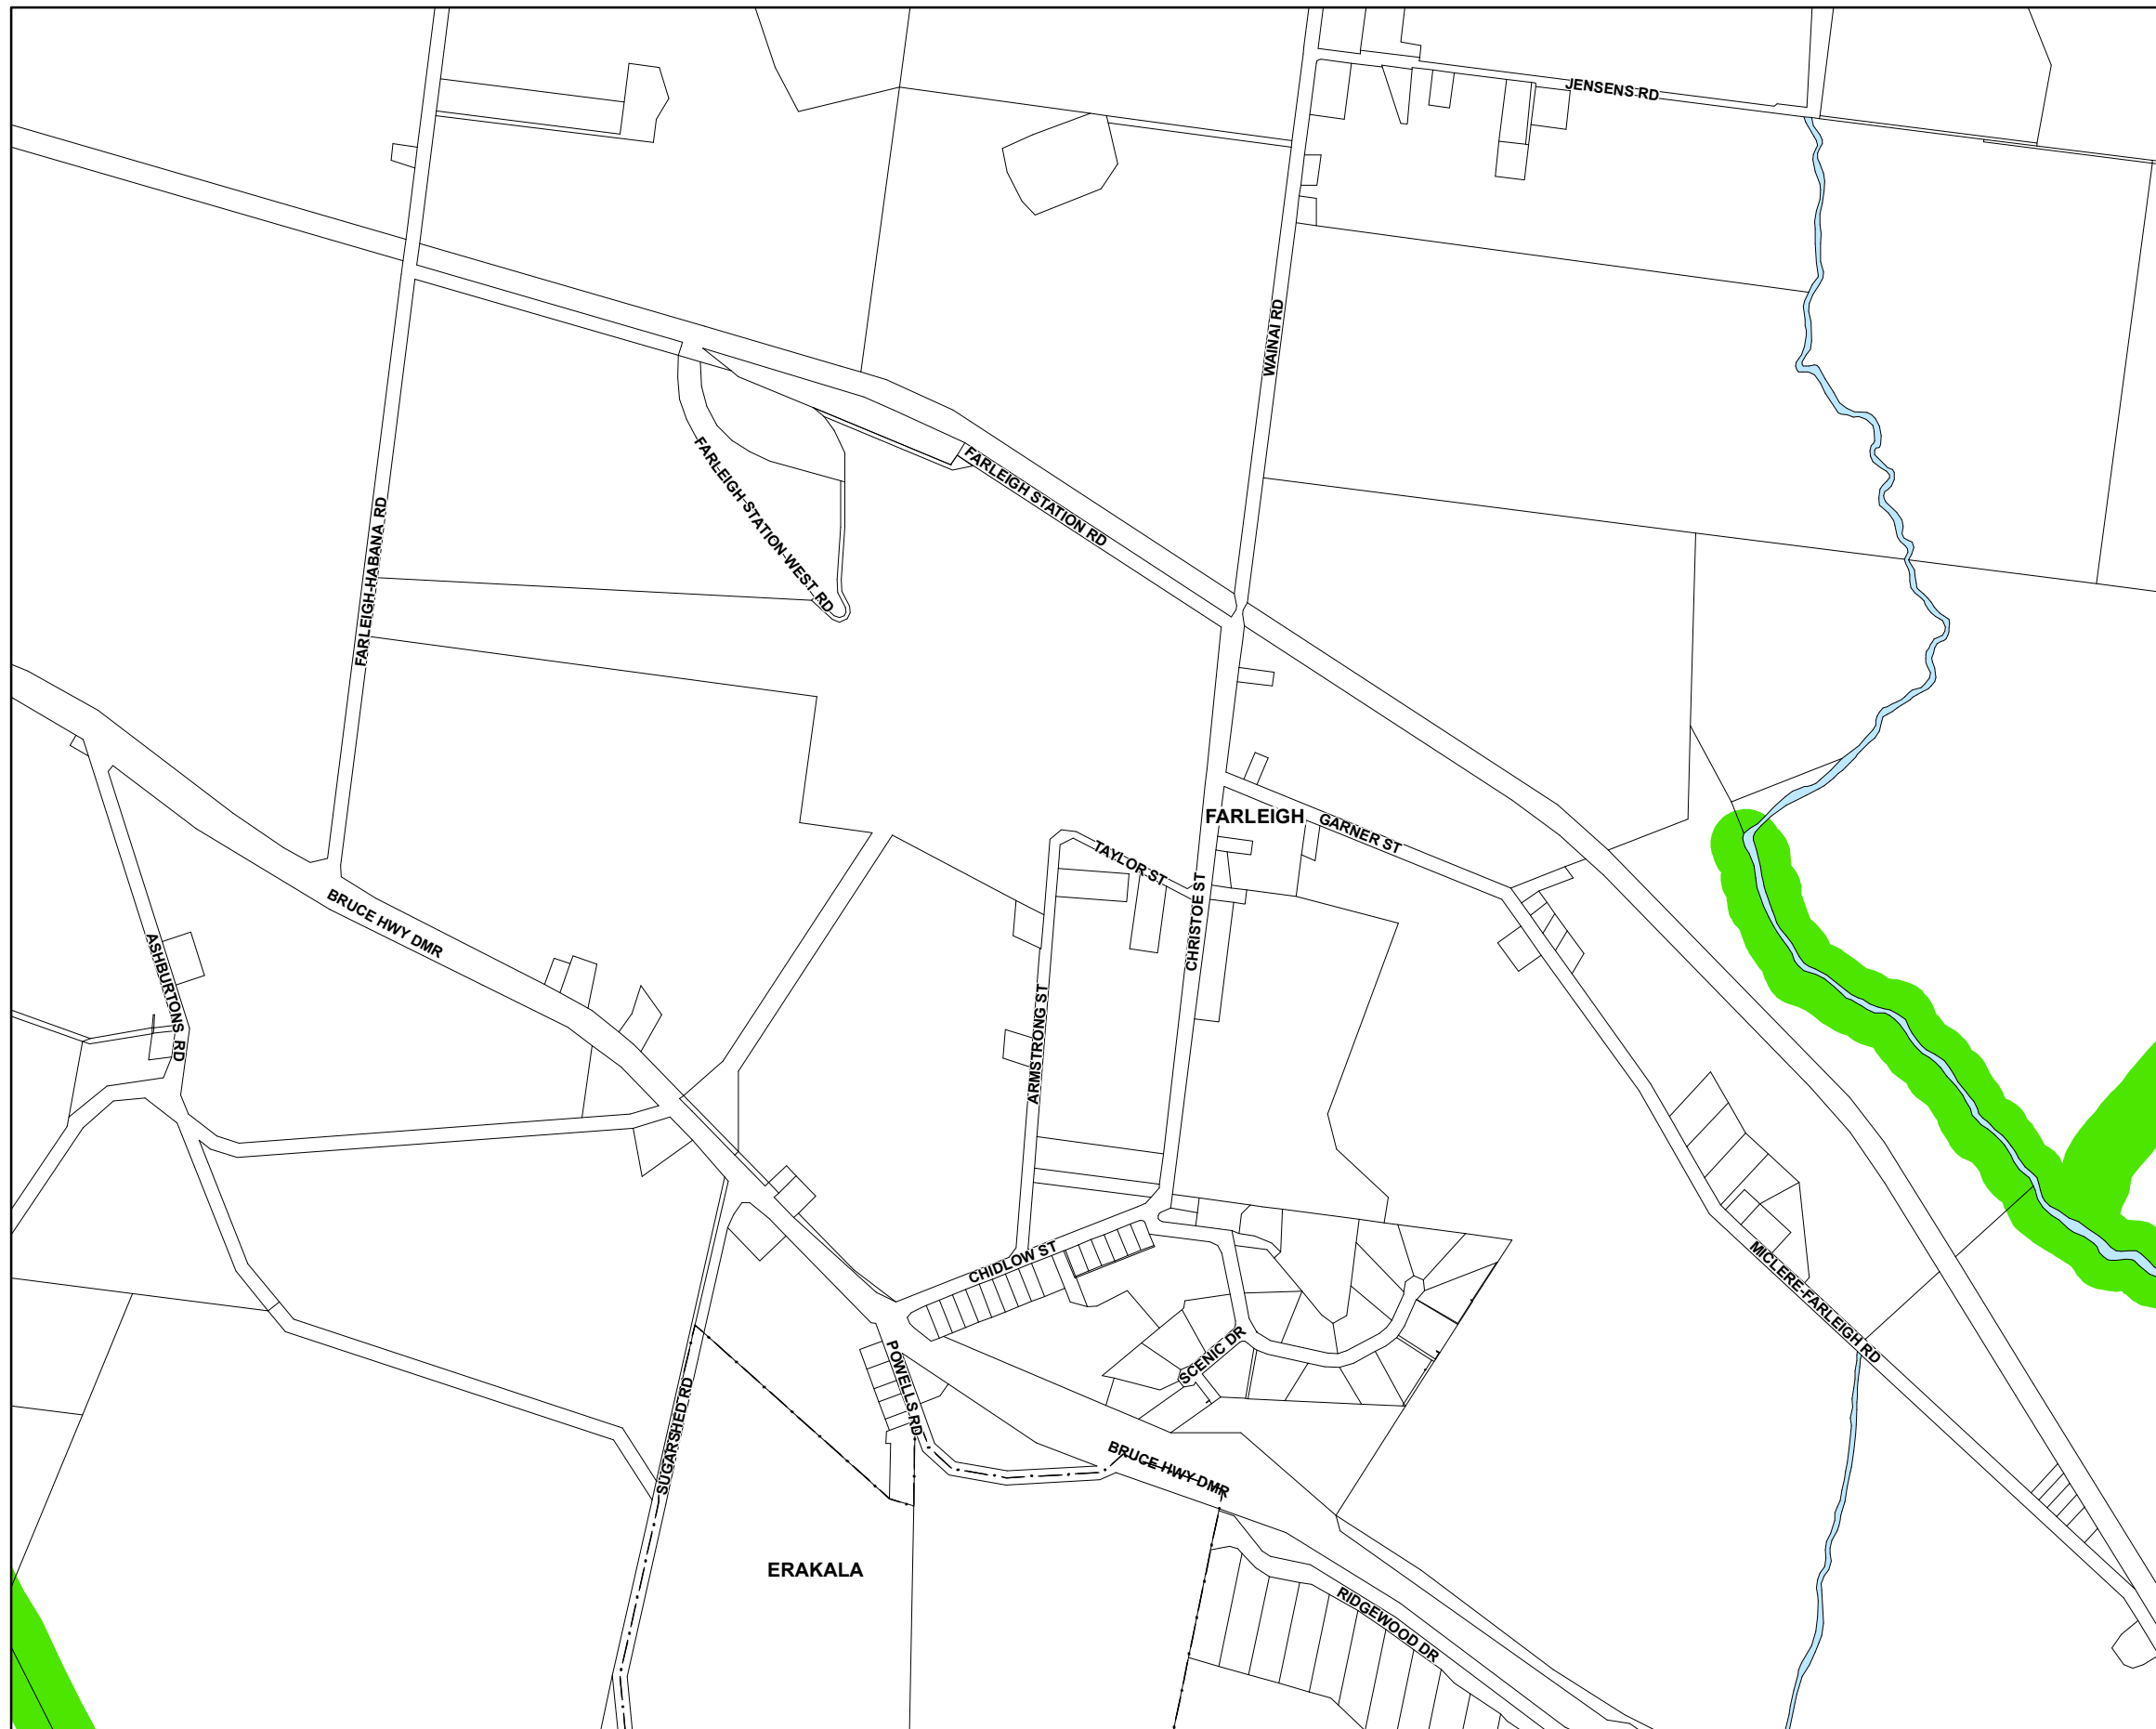 JENSENS RD
WAINAI RD
FARLEIGH STATION RD
FARLEIGH-STATION-WEST RD
FARLEIGH-HABANA RD
FARLEIGH
GARNER ST
TAYLOR ST
CHRISTOE ST
BRUCE HWY DMR
ASHBURTONS RD
ARMSTRONG ST
CHIDLOW ST
MICLERE-FARLEIGH RD
SCENIC DR
POWELLS RD
SUGARSHED RD
BRUCE HWY DMR
ERAKALA
RIDGEWOOD DR